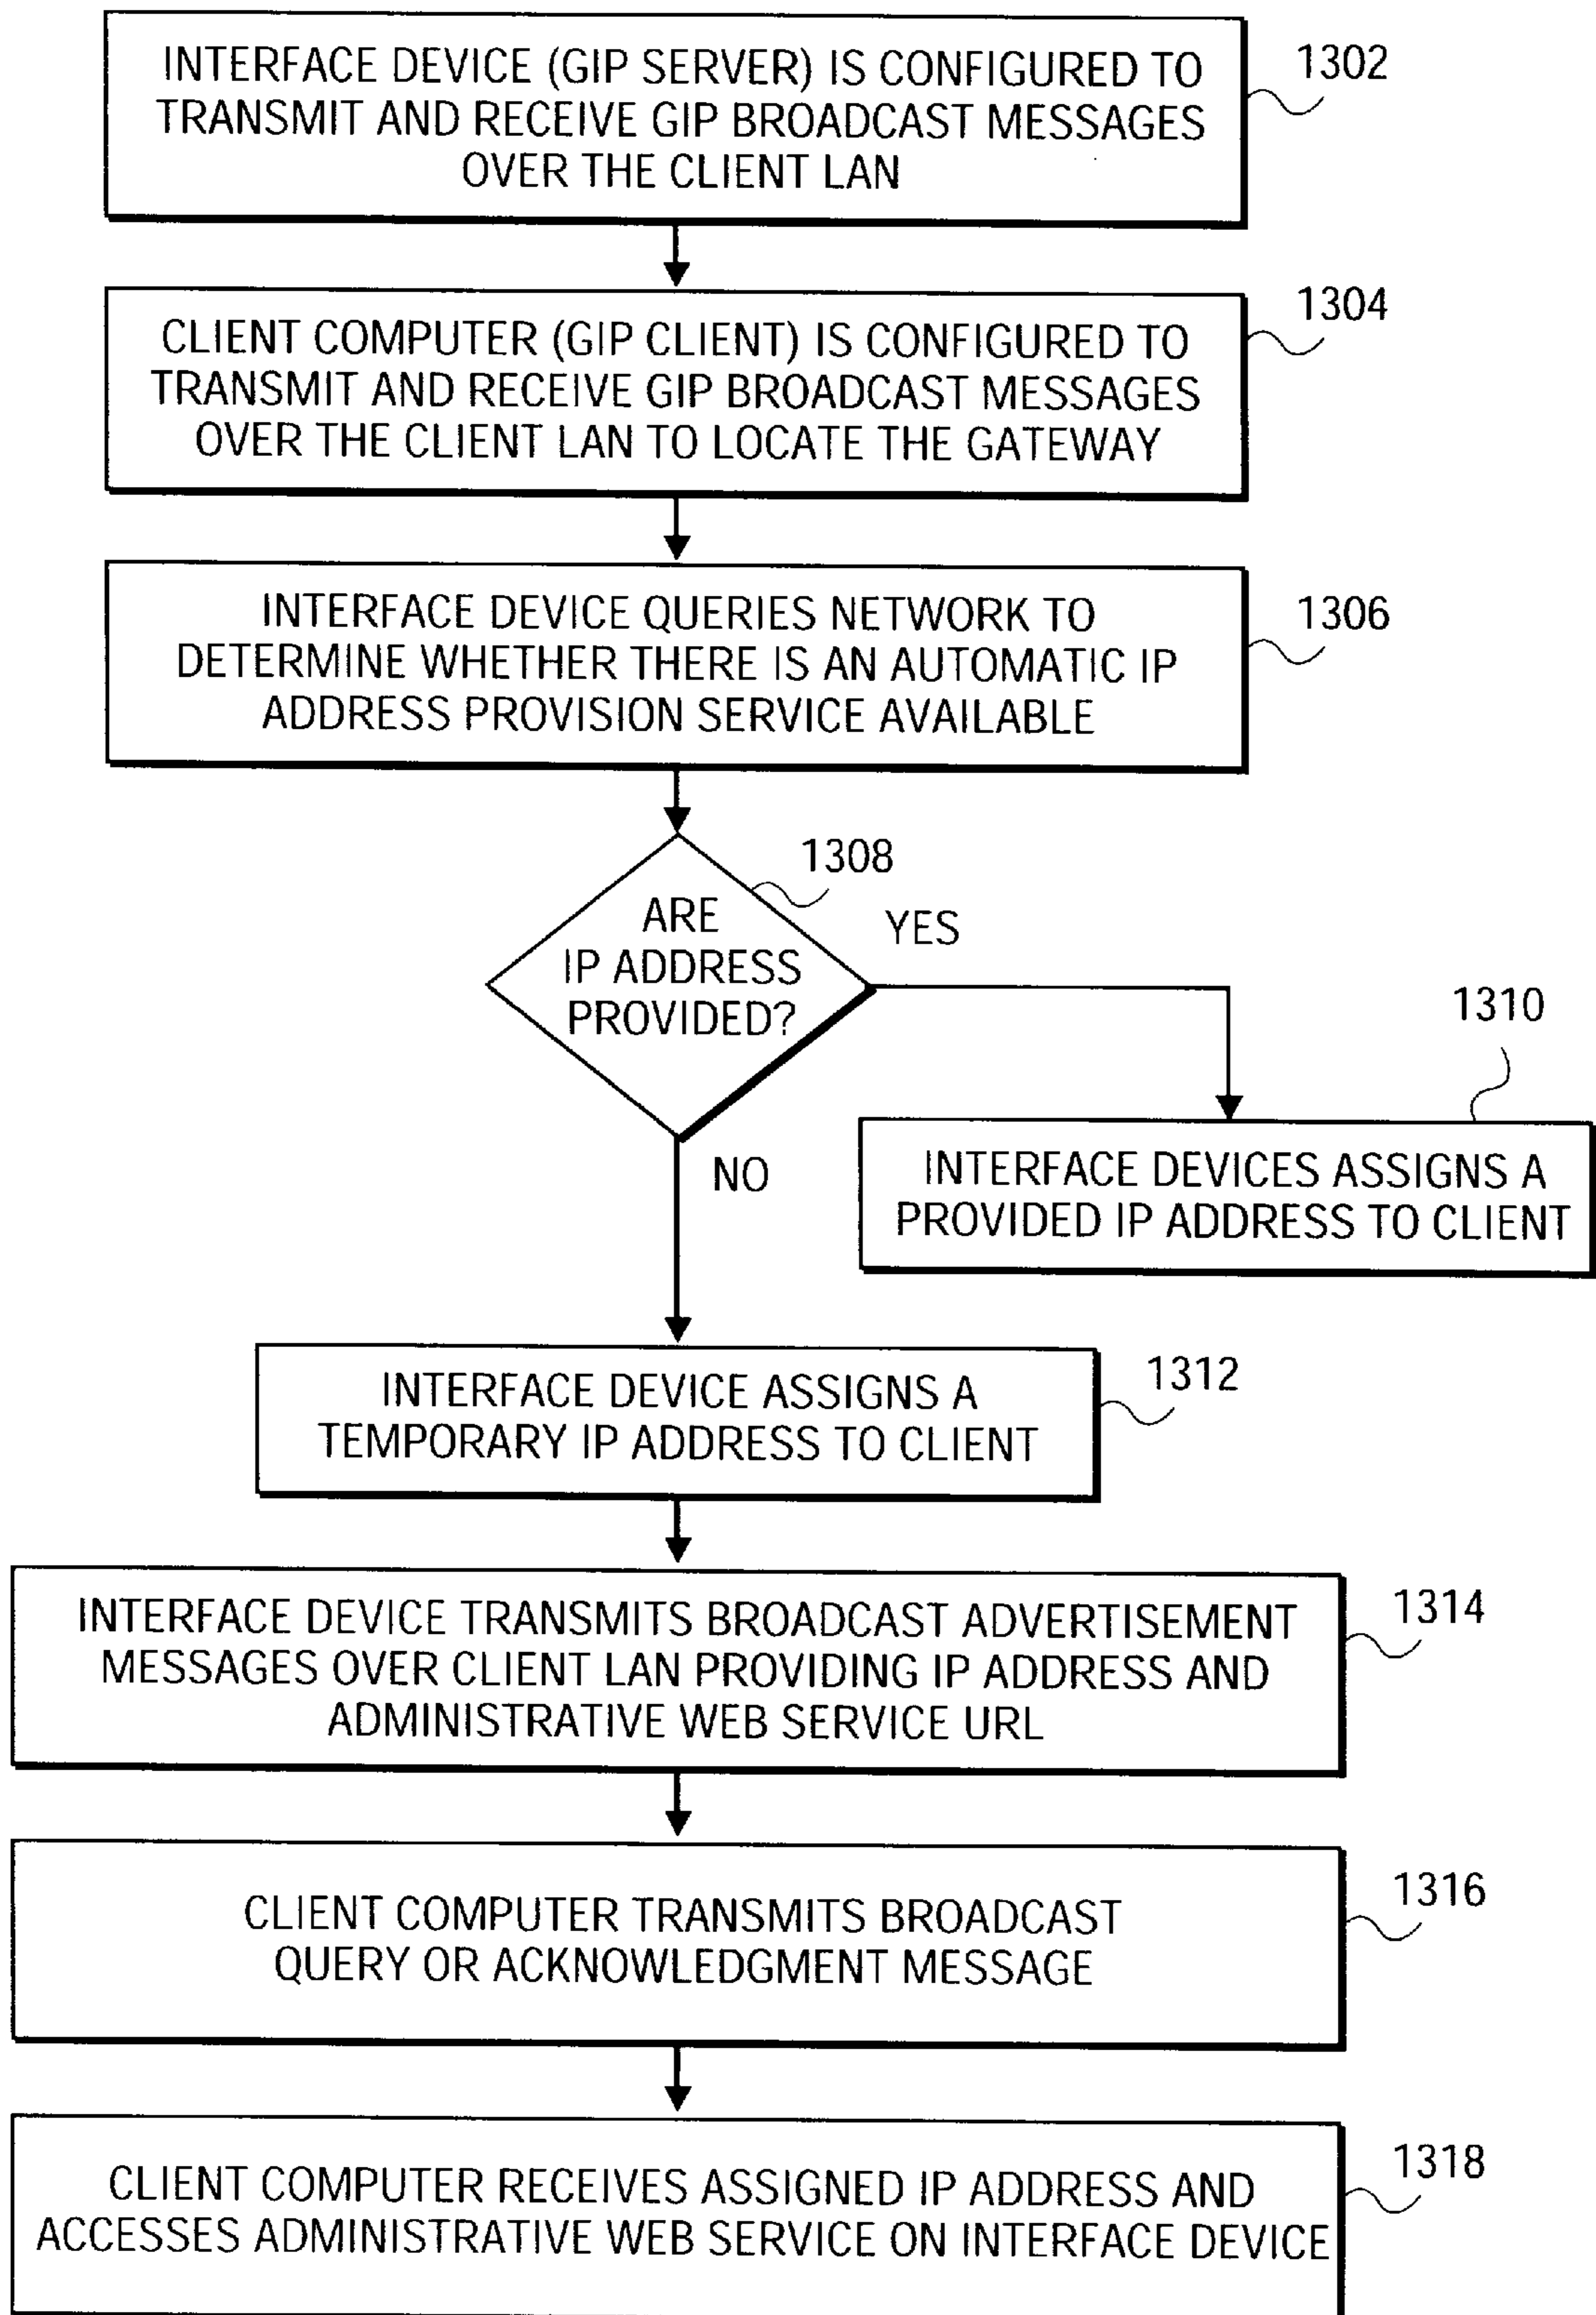 INTERFACE DEVICE (GIP SERVER) IS CONFIGURED TO
TRANSMIT AND RECEIVE GIP BROADCAST MESSAGES
OVER THE CLIENT LAN
1302
CLIENT COMPUTER (GIP CLIENT) IS CONFIGURED TO
TRANSMIT AND RECEIVE GIP BROADCAST MESSAGES
OVER THE CLIENT LAN TO LOCATE THE GATEWAY
1304
INTERFACE DEVICE QUERIES NETWORK TO
DETERMINE WHETHER THERE IS AN AUTOMATIC IP
ADDRESS PROVISION SERVICE AVAILABLE
1306
1308
ARE
IP ADDRESS
PROVIDED?
YES
NO
1310
INTERFACE DEVICES ASSIGNS A
PROVIDED IP ADDRESS TO CLIENT
INTERFACE DEVICE ASSIGNS A
TEMPORARY IP ADDRESS TO CLIENT
1312
INTERFACE DEVICE TRANSMITS BROADCAST ADVERTISEMENT
MESSAGES OVER CLIENT LAN PROVIDING IP ADDRESS AND
ADMINISTRATIVE WEB SERVICE URL
1314
CLIENT COMPUTER TRANSMITS BROADCAST
QUERY OR ACKNOWLEDGMENT MESSAGE
1316
CLIENT COMPUTER RECEIVES ASSIGNED IP ADDRESS AND
ACCESSES ADMINISTRATIVE WEB SERVICE ON INTERFACE DEVICE
1318